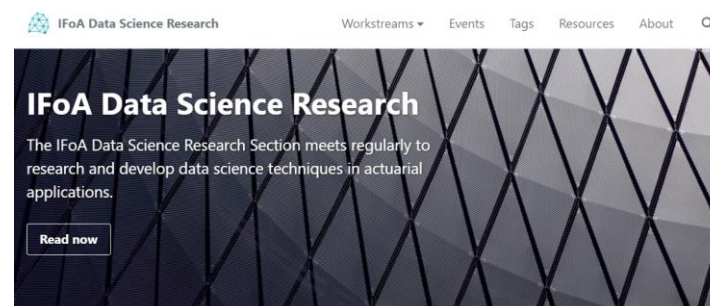 IFoA Data Science Research
Workstreams Events Tags Resources About
IFoA Data Science Research
The IFoA Data Science Research Section meets regularly to
research and develop data science techniques in actuarial
applications.
Read now